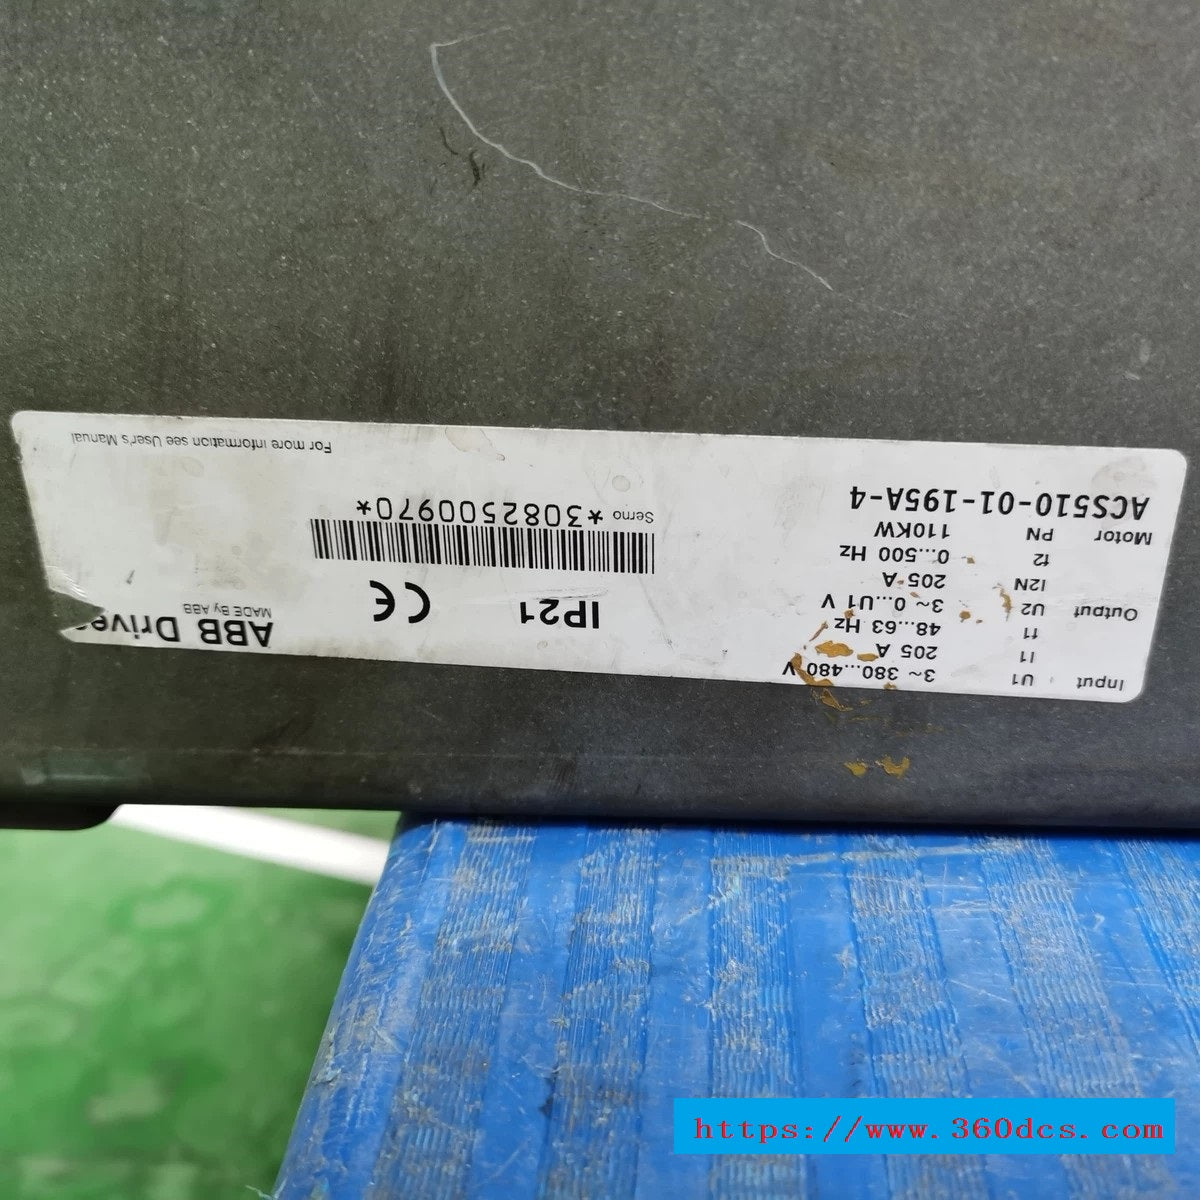 Input U1 3~ 380...480 V
I1 205 A
f1 48...63 Hz
Output U2 3~ 0...U1 V
I2N 205 A
f2 0...500 Hz
Motor PN 110KW
ACS510-01-195A-4
IP21
CE
Serno *3082500970*
ABB
MADE By ABB
For more information see User's Manual
https://www.360dcs.com